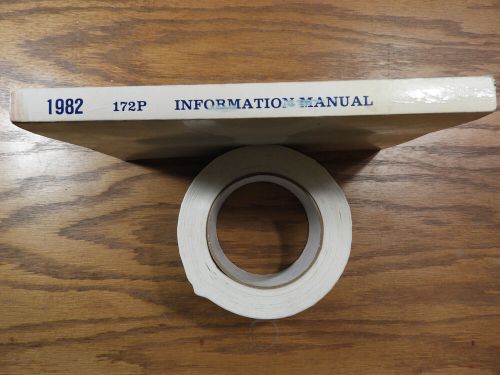 1982 172P INFORMATION MANUAL